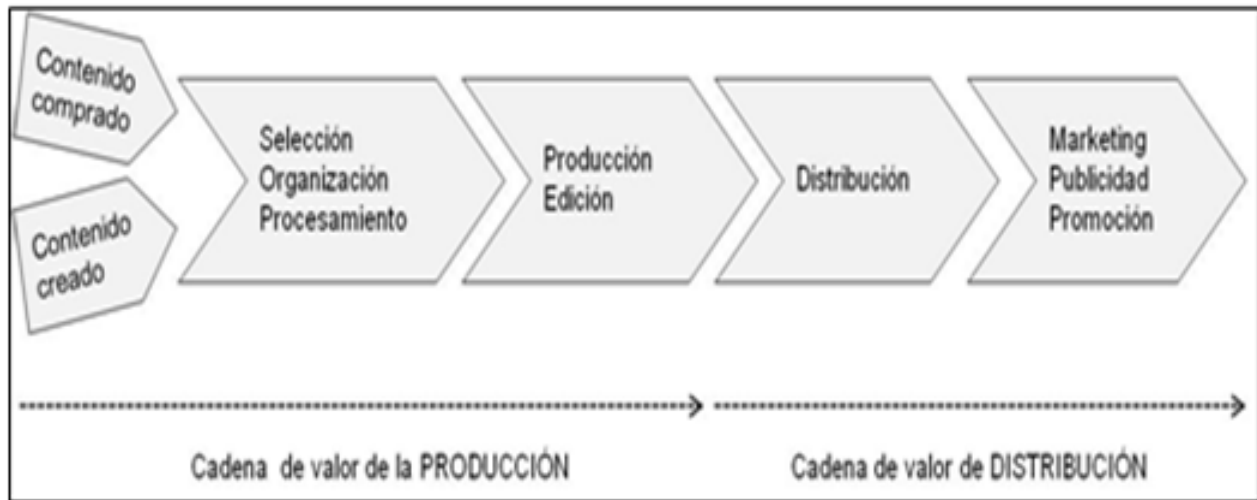 Contenido
comprado
Contenido
creado
Selección
Organización
Procesamiento
Producción
Edición
Distribución
Marketing
Publicidad
Promoción
Cadena de valor de la PRODUCCIÓN
Cadena de valor de DISTRIBUCIÓN